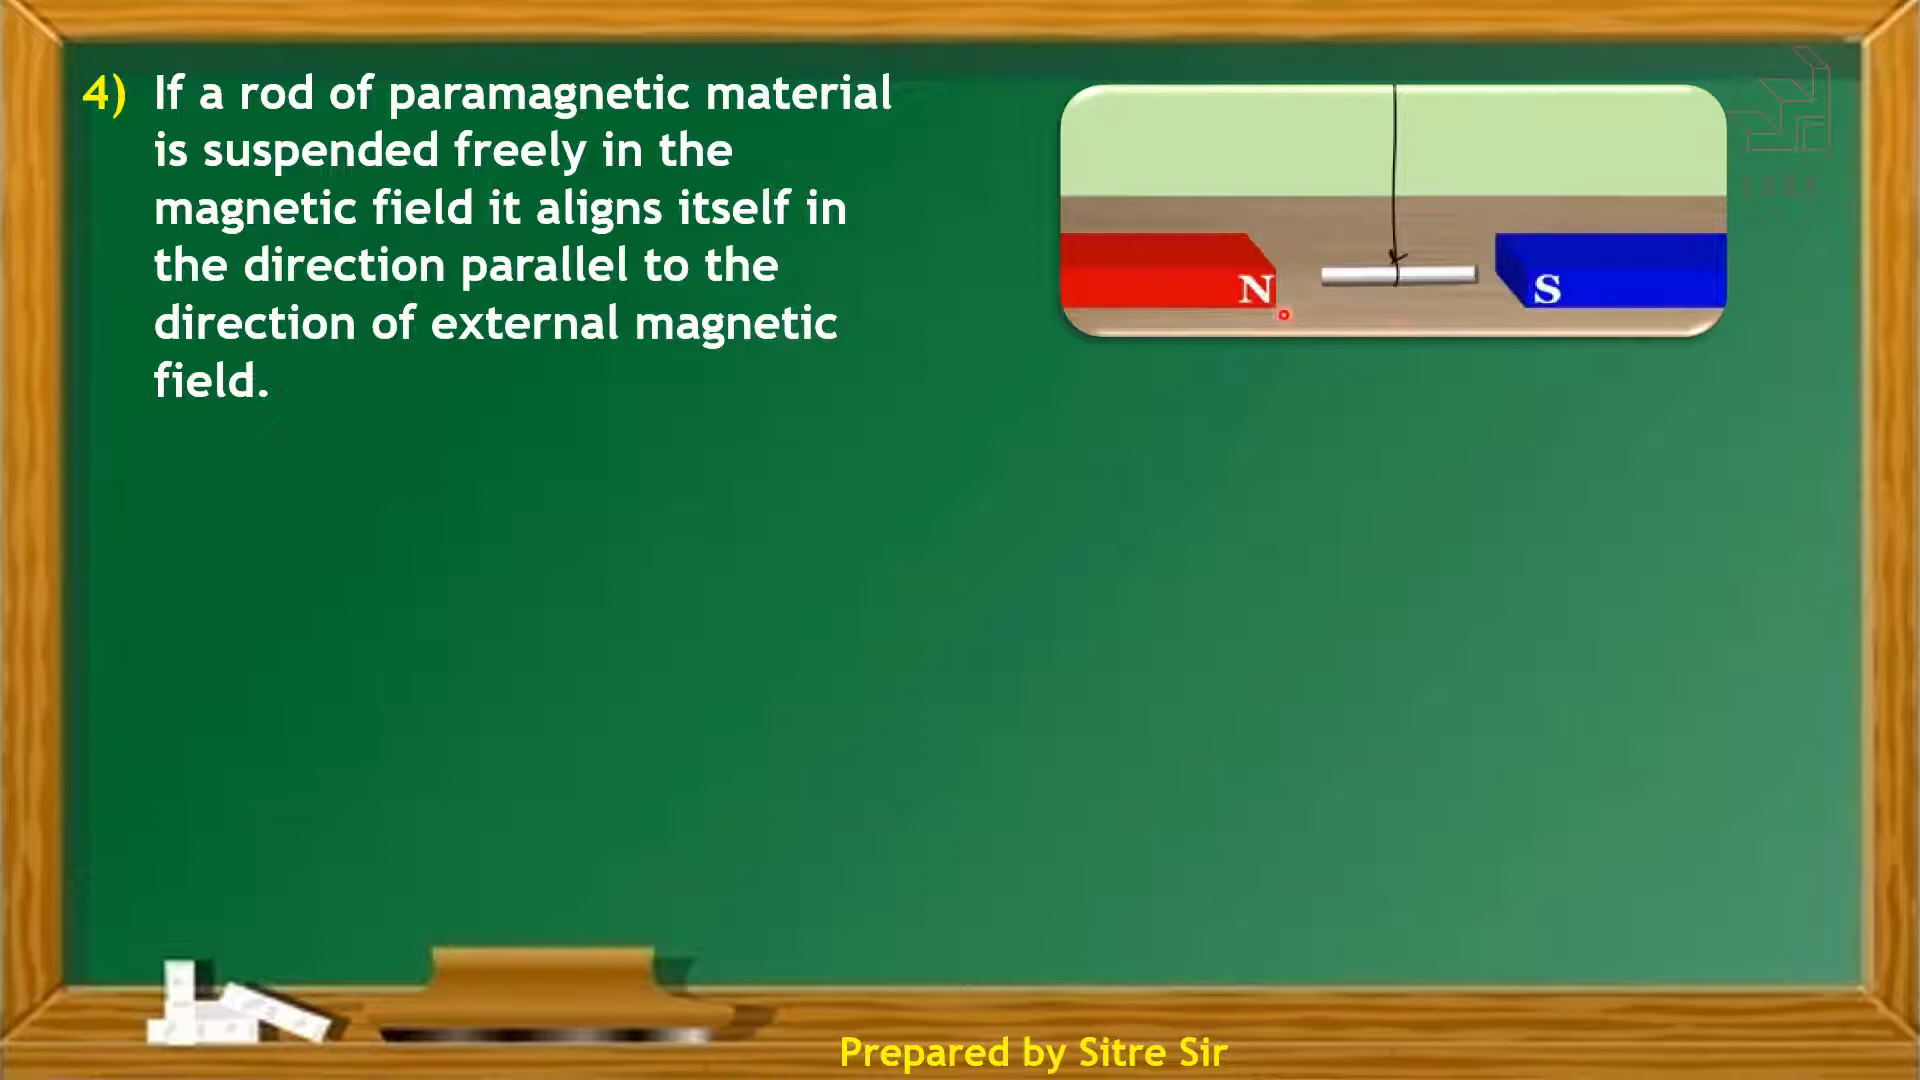 4) If a rod of paramagnetic material
is suspended freely in the
magnetic field it aligns itself in
the direction parallel to the
direction of external magnetic
field.
N
S
Prepared by Sitre Sir